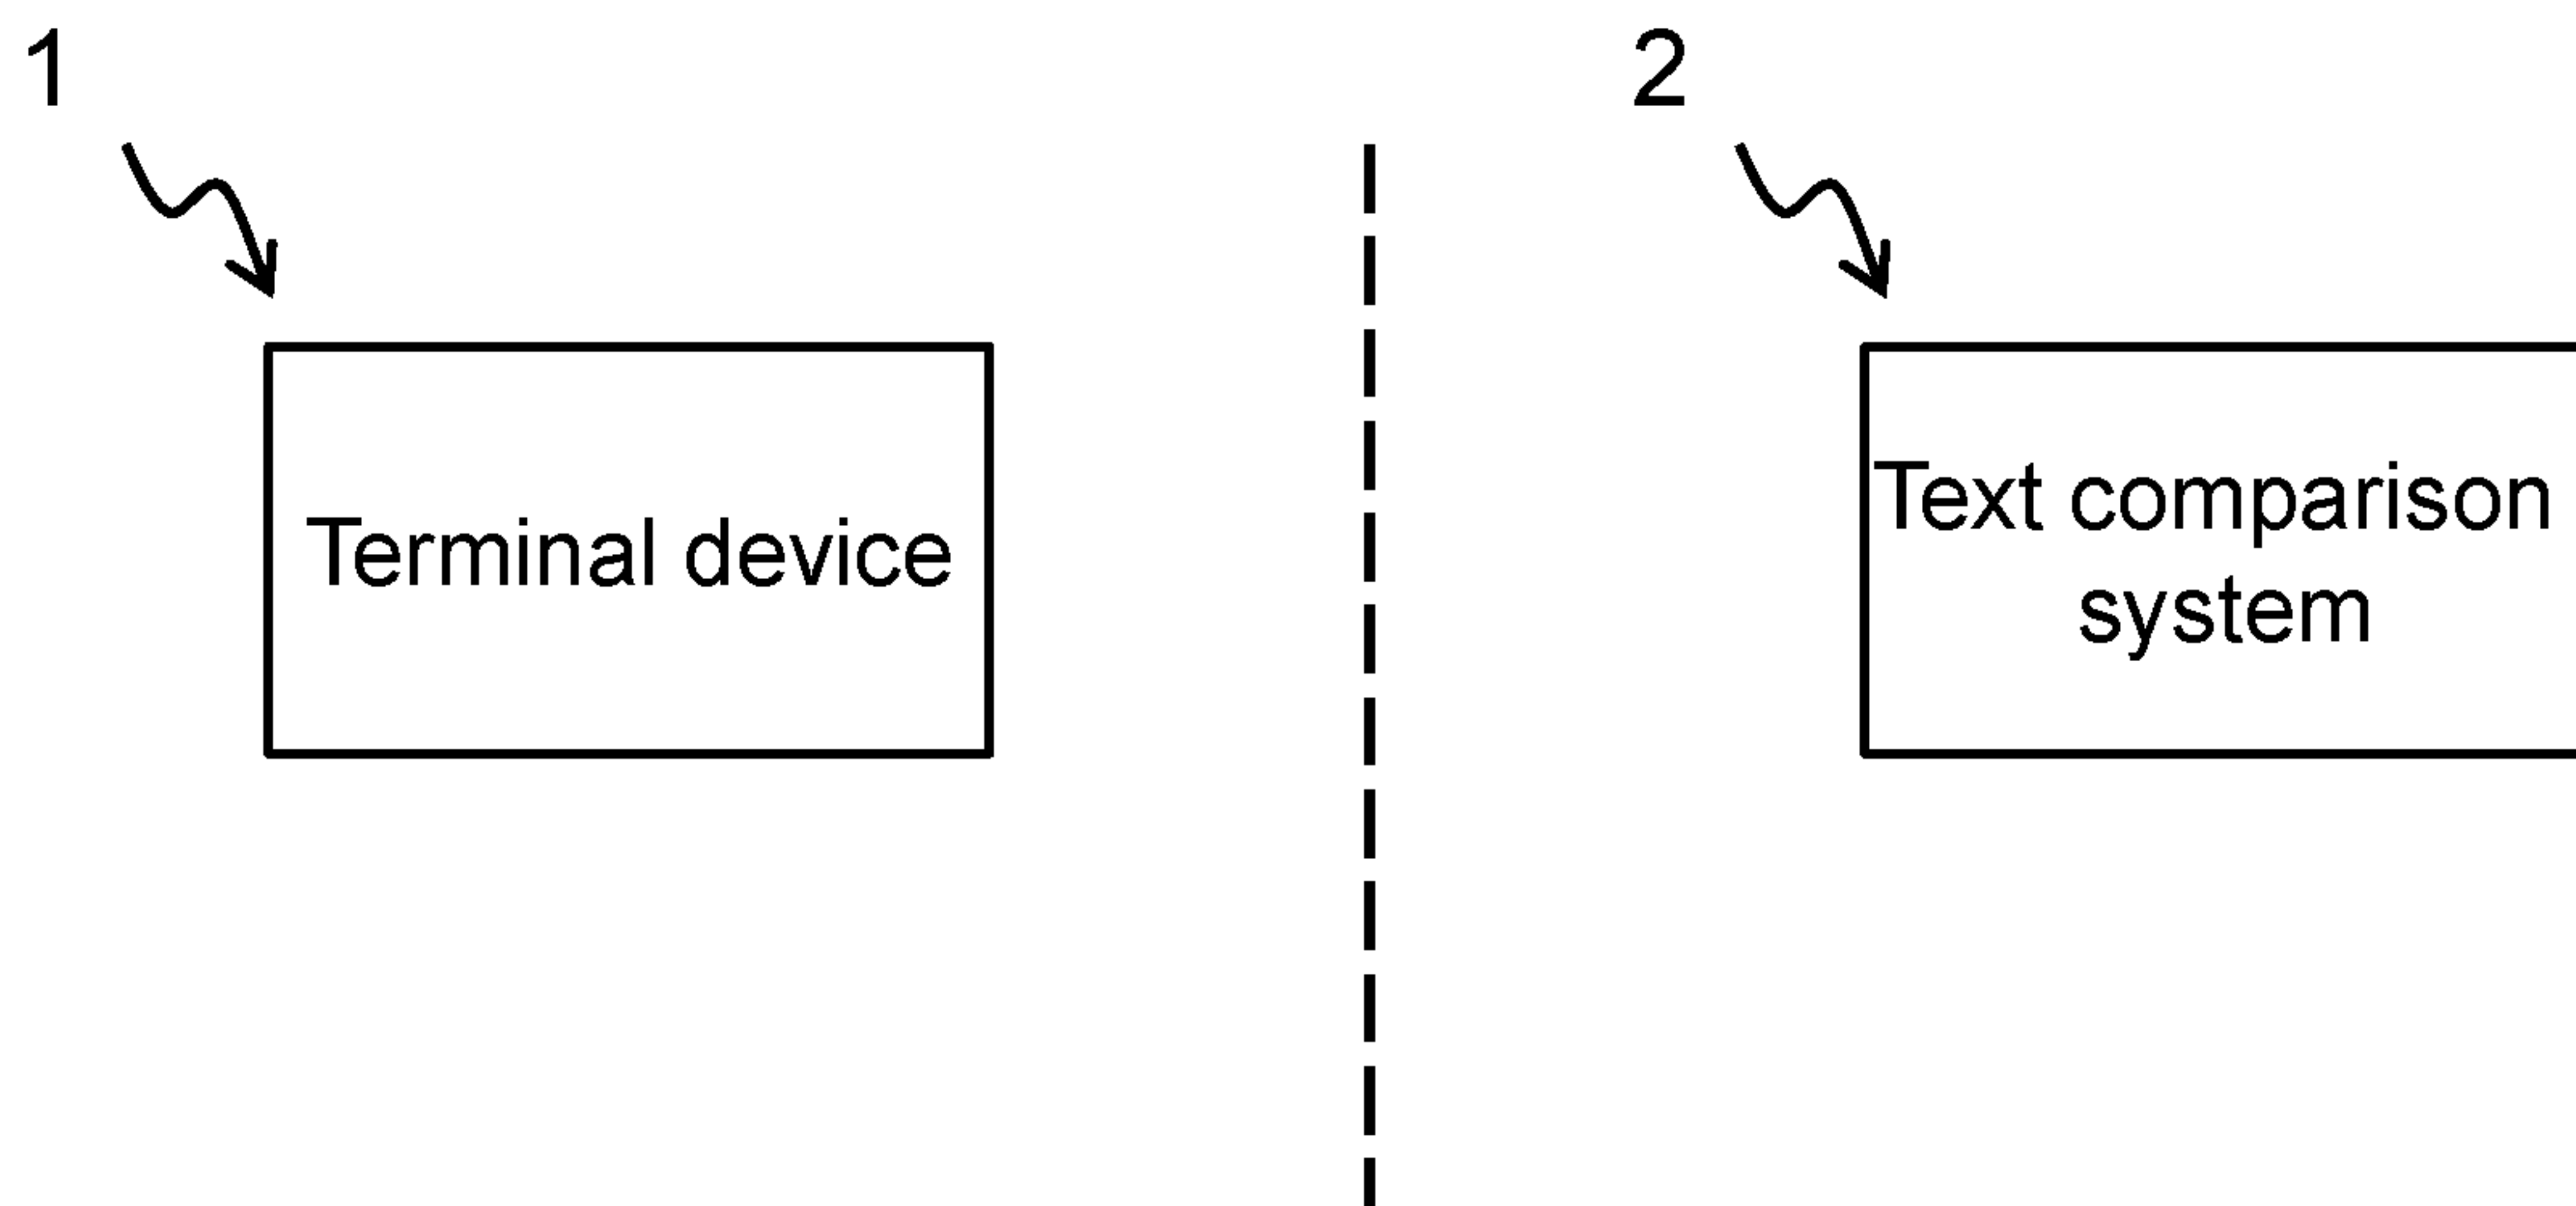 1
2
Terminal device
Text comparison
system